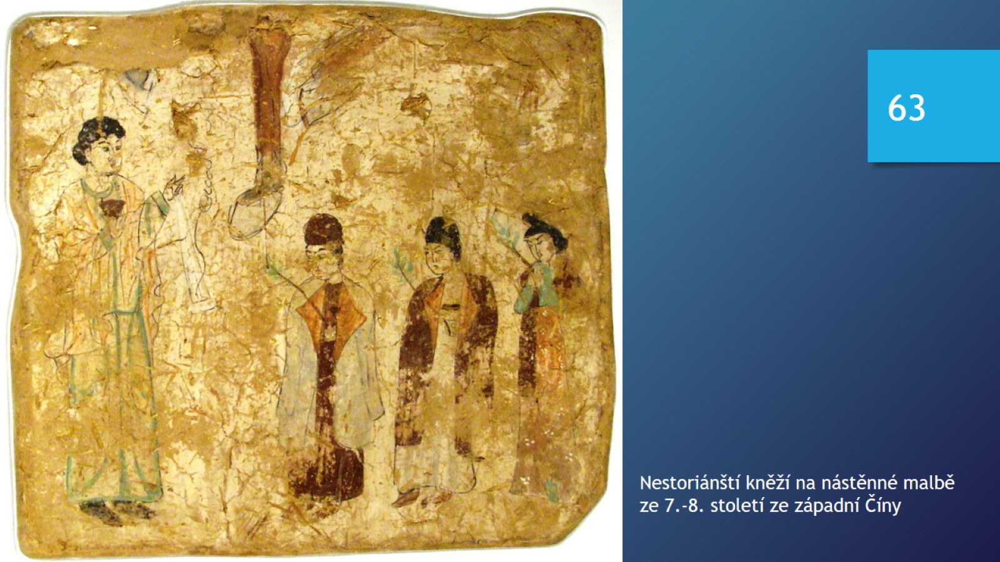 63
Nestoriánští kněží na nástěnné malbě
ze 7.-8. století ze západní Číny